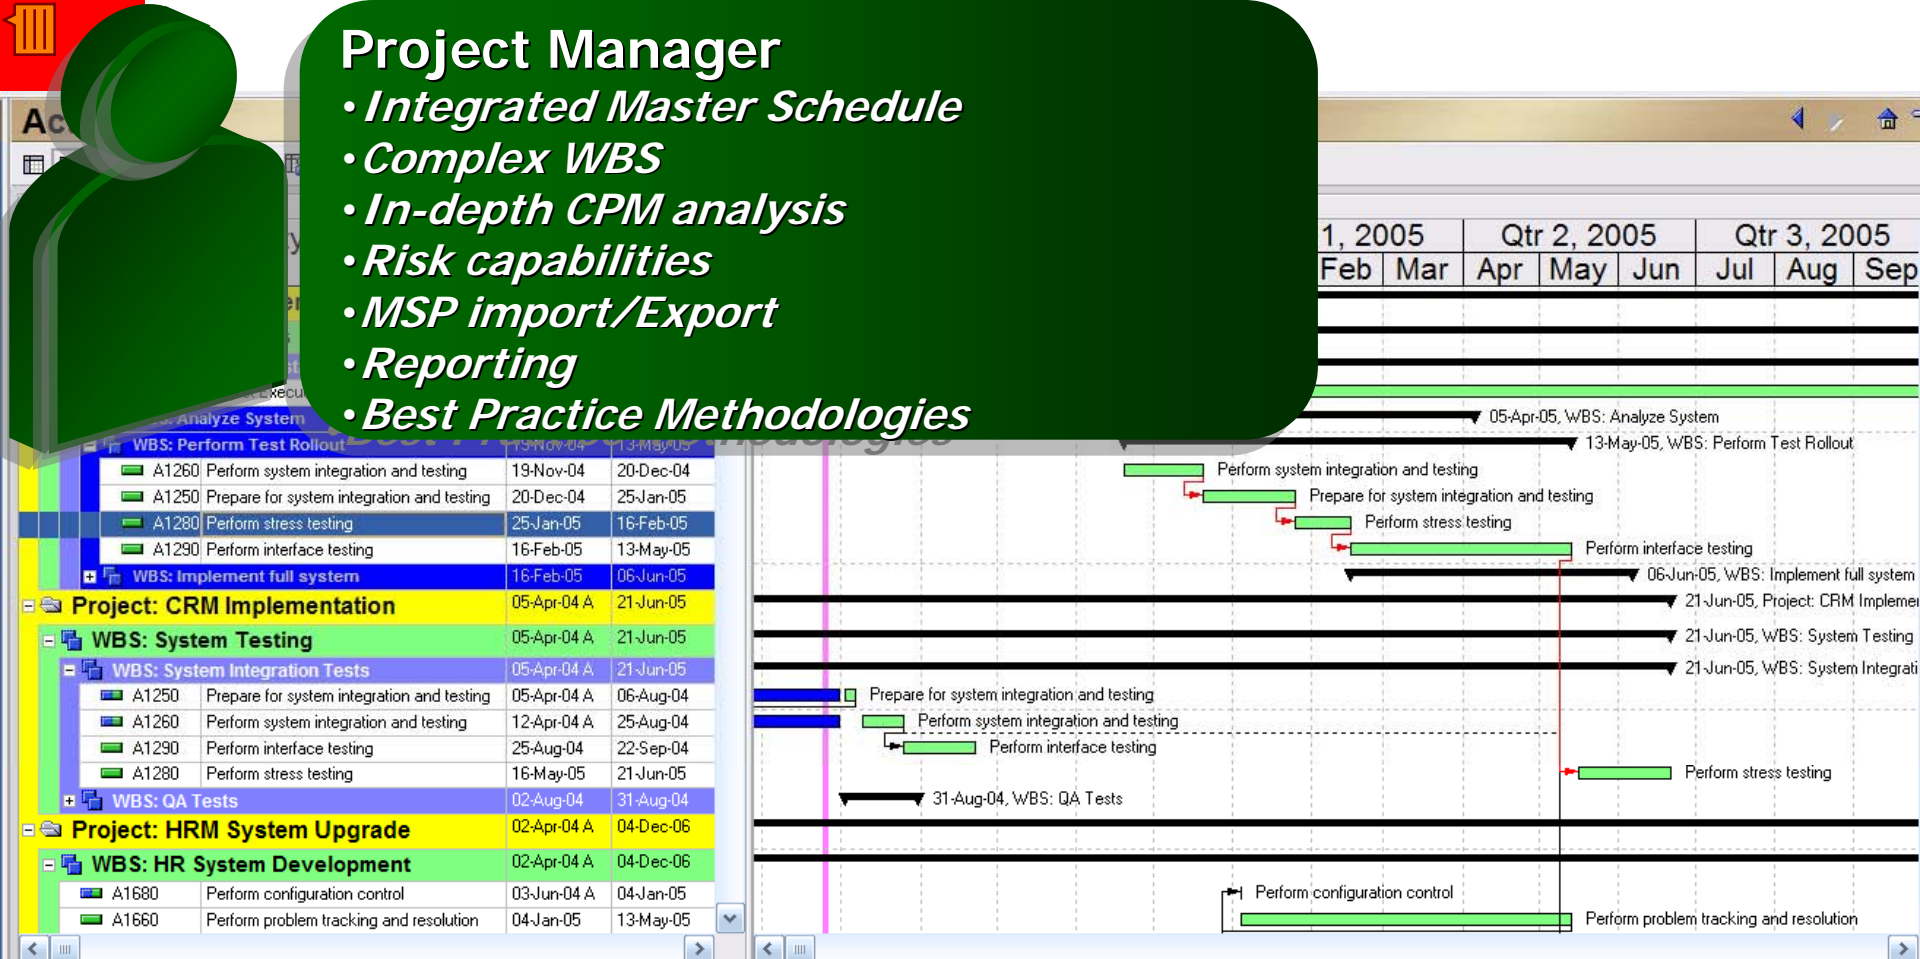 Project Manager
•Integrated Master Schedule
•Complex WBS
•In-depth CPM analysis
•Risk capabilities
•MSP import/Export
•Reporting
•Best Practice Methodologies
1, 2005 Qtr 2, 2005 Qtr 3, 2005
Feb Mar Apr May Jun Jul Aug Sep
Analyze System
05-Apr-05, WBS: Analyze System
WBS: Perform Test Rollout 19-Nov-04 13-May-05
13-May-05, WBS: Perform Test Rollout
A1260 Perform system integration and testing 19-Nov-04 20-Dec-04 Perform system integration and testing
A1250 Prepare for system integration and testing 20-Dec-04 25-Jan-05 Prepare for system integration and testing
A1280 Perform stress testing 25-Jan-05 16-Feb-05 Perform stress testing
A1290 Perform interface testing 16-Feb-05 13-May-05 Perform interface testing
WBS: Implement full system 16-Feb-05 06-Jun-05 06-Jun-05, WBS: Implement full system
Project: CRM Implementation 05-Apr-04 A 21-Jun-05 21-Jun-05, Project: CRM Implemen
WBS: System Testing 05-Apr-04 A 21-Jun-05 21-Jun-05, WBS: System Testing
WBS: System Integration Tests 05-Apr-04 A 21-Jun-05 21-Jun-05, WBS: System Integrati
A1250 Prepare for system integration and testing 05-Apr-04 A 06-Aug-04 Prepare for system integration and testing
A1260 Perform system integration and testing 12-Apr-04 A 25-Aug-04 Perform system integration and testing
A1290 Perform interface testing 25-Aug-04 22-Sep-04 Perform interface testing
A1280 Perform stress testing 16-May-05 21-Jun-05 Perform stress testing
WBS: QA Tests 02-Aug-04 31-Aug-04 31-Aug-04, WBS: QA Tests
Project: HRM System Upgrade 02-Apr-04 A 04-Dec-06
WBS: HR System Development 02-Apr-04 A 04-Dec-06
A1680 Perform configuration control 03-Jun-04 A 04-Jan-05 Perform configuration control
A1660 Perform problem tracking and resolution 04-Jan-05 13-May-05 Perform problem tracking and resolution